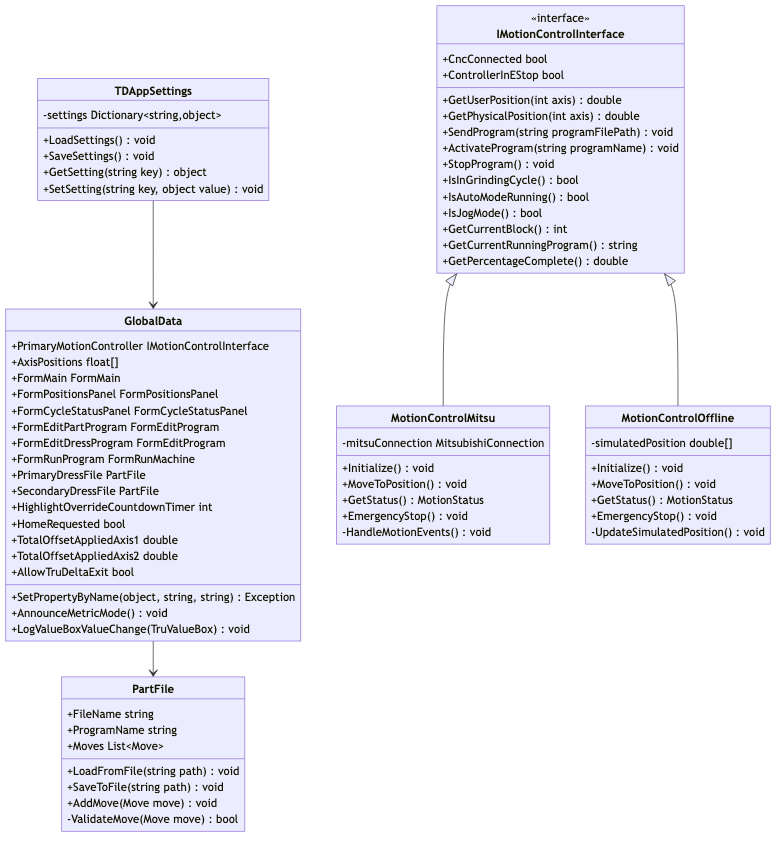 TDAppSettings
-settings Dictionary<string,object>
+LoadSettings() : void
+SaveSettings() : void
+GetSetting(string key) : object
+SetSetting(string key, object value) : void
«interface»
IMotionControlInterface
+CncConnected bool
+ControllerInEStop bool
+GetUserPosition(int axis) : double
+GetPhysicalPosition(int axis) : double
+SendProgram(string programFilePath) : void
+ActivateProgram(string programName) : void
+StopProgram() : void
+IsInGrindingCycle() : bool
+IsAutoModeRunning() : bool
+IsJogMode() : bool
+GetCurrentBlock() : int
+GetCurrentRunningProgram() : string
+GetPercentageComplete() : double
GlobalData
+PrimaryMotionController IMotionControlInterface
+AxisPositions float[]
+FormMain FormMain
+FormPositionsPanel FormPositionsPanel
+FormCycleStatusPanel FormCycleStatusPanel
+FormEditPartProgram FormEditProgram
+FormEditDressProgram FormEditProgram
+FormRunProgram FormRunMachine
+PrimaryDressFile PartFile
+SecondaryDressFile PartFile
+HighlightOverrideCountdownTimer int
+HomeRequested bool
+TotalOffsetAppliedAxis1 double
+TotalOffsetAppliedAxis2 double
+AllowTruDeltaExit bool
+SetPropertyByName(object, string, string) : Exception
+AnnounceMetricMode() : void
+LogValueBoxValueChange(TruValueBox) : void
MotionControlMitsu
-mitsuConnection MitsubishiConnection
+Initialize() : void
+MoveToPosition() : void
+GetStatus() : MotionStatus
+EmergencyStop() : void
-HandleMotionEvents() : void
MotionControlOffline
-simulatedPosition double[]
+Initialize() : void
+MoveToPosition() : void
+GetStatus() : MotionStatus
+EmergencyStop() : void
-UpdateSimulatedPosition() : void
PartFile
+FileName string
+ProgramName string
+Moves List<Move>
+LoadFromFile(string path) : void
+SaveToFile(string path) : void
+AddMove(Move move) : void
-ValidateMove(Move move) : bool